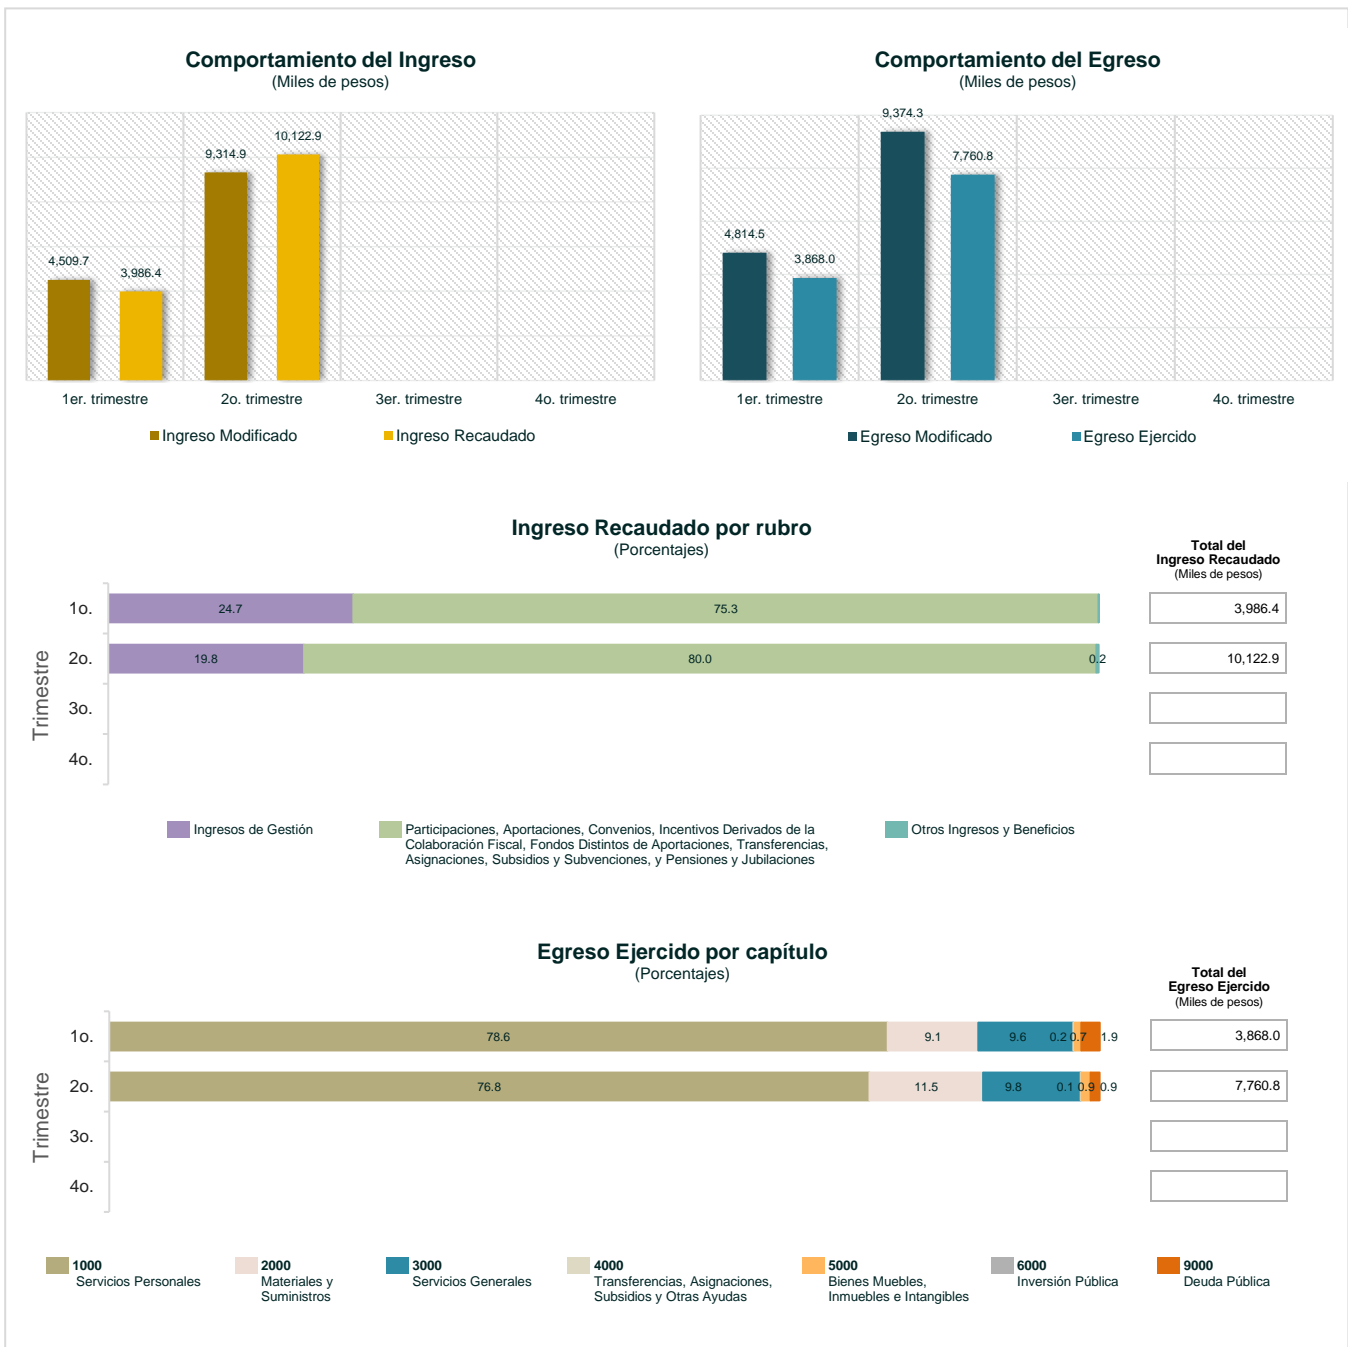 Comportamiento del Ingreso
(Miles de pesos)
4,509.7
3,986.4
9,314.9
10,122.9
1er. trimestre
2o. trimestre
3er. trimestre
4o. trimestre
Ingreso Modificado
Ingreso Recaudado
Comportamiento del Egreso
(Miles de pesos)
4,814.5
3,868.0
9,374.3
7,760.8
1er. trimestre
2o. trimestre
3er. trimestre
4o. trimestre
Egreso Modificado
Egreso Ejercido
Ingreso Recaudado por rubro
(Porcentajes)
Total del
Ingreso Recaudado
(Miles de pesos)
Trimestre
1o.
24.7
75.3
3,986.4
2o.
19.8
80.0
0.2
10,122.9
3o.
4o.
Ingresos de Gestión
Participaciones, Aportaciones, Convenios, Incentivos Derivados de la
Colaboración Fiscal, Fondos Distintos de Aportaciones, Transferencias,
Asignaciones, Subsidios y Subvenciones, y Pensiones y Jubilaciones
Otros Ingresos y Beneficios
Egreso Ejercido por capítulo
(Porcentajes)
Total del
Egreso Ejercido
(Miles de pesos)
Trimestre
1o.
78.6
9.1
9.6
0.2
0.7
1.9
3,868.0
2o.
76.8
11.5
9.8
0.1
0.9
0.9
7,760.8
3o.
4o.
1000
Servicios Personales
2000
Materiales y
Suministros
3000
Servicios Generales
4000
Transferencias, Asignaciones,
Subsidios y Otras Ayudas
5000
Bienes Muebles,
Inmuebles e Intangibles
6000
Inversión Pública
9000
Deuda Pública